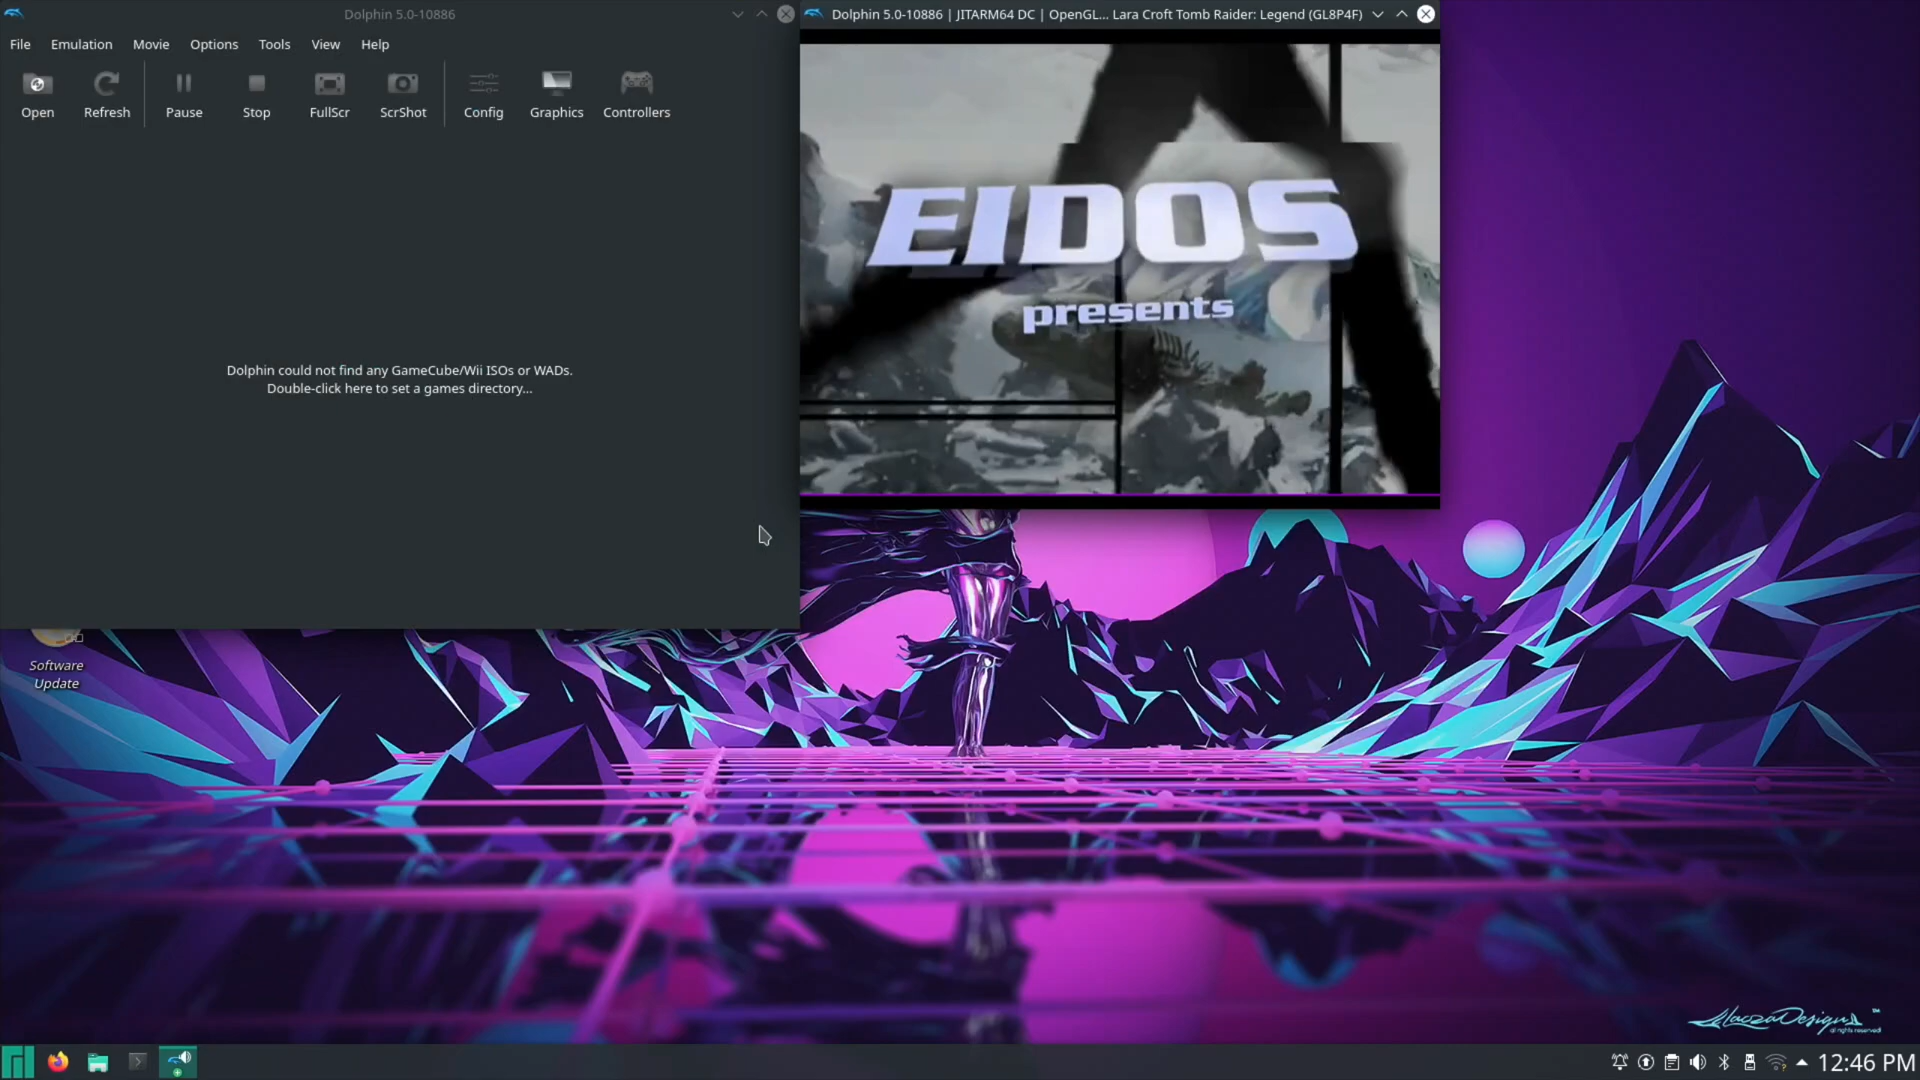 Dolphin 5.0-10886
File Emulation Movie Options Tools View Help
Open Refresh Pause Stop FullScr ScrShot Config Graphics Controllers
Dolphin could not find any GameCube/Wii ISOs or WADs.
Double-click here to set a games directory...
Dolphin 5.0-10886 | JITARM64 DC | OpenGL... Lara Croft Tomb Raider: Legend (GL8P4F)
EIDOS
presents
Software
Update
all rights reserved
12:46 PM